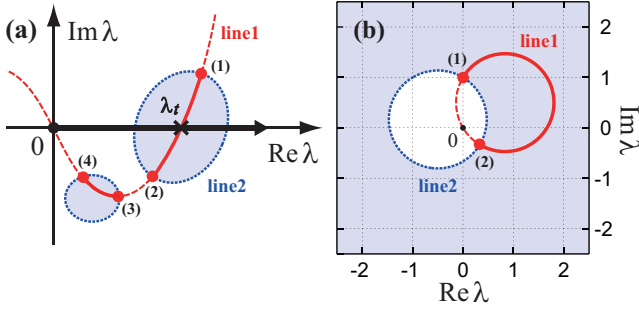 (a)
Im λ
line1
(1)
λt
0
Re λ
(4)
(2)
line2
(3)
(b)
2
1
0
-1
-2
(1)
line1
0
(2)
line2
Im λ
-2 -1 0 1 2
Re λ